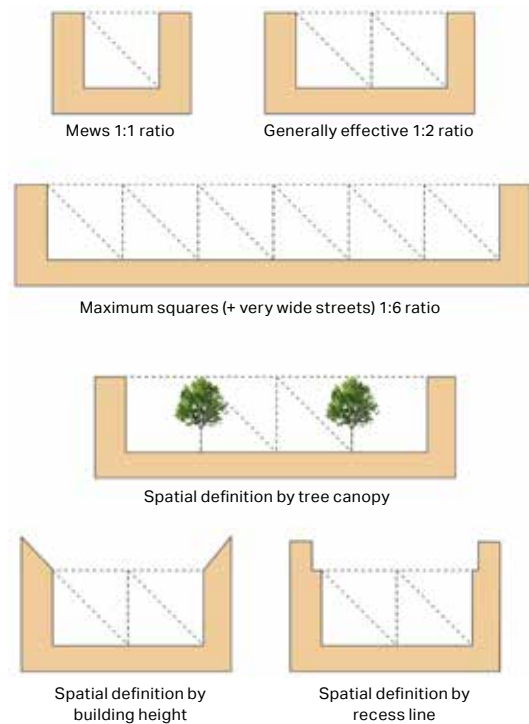 Mews 1:1 ratio
Generally effective 1:2 ratio
Maximum squares (+ very wide streets) 1:6 ratio
Spatial definition by tree canopy
Spatial definition by
building height
Spatial definition by
recess line